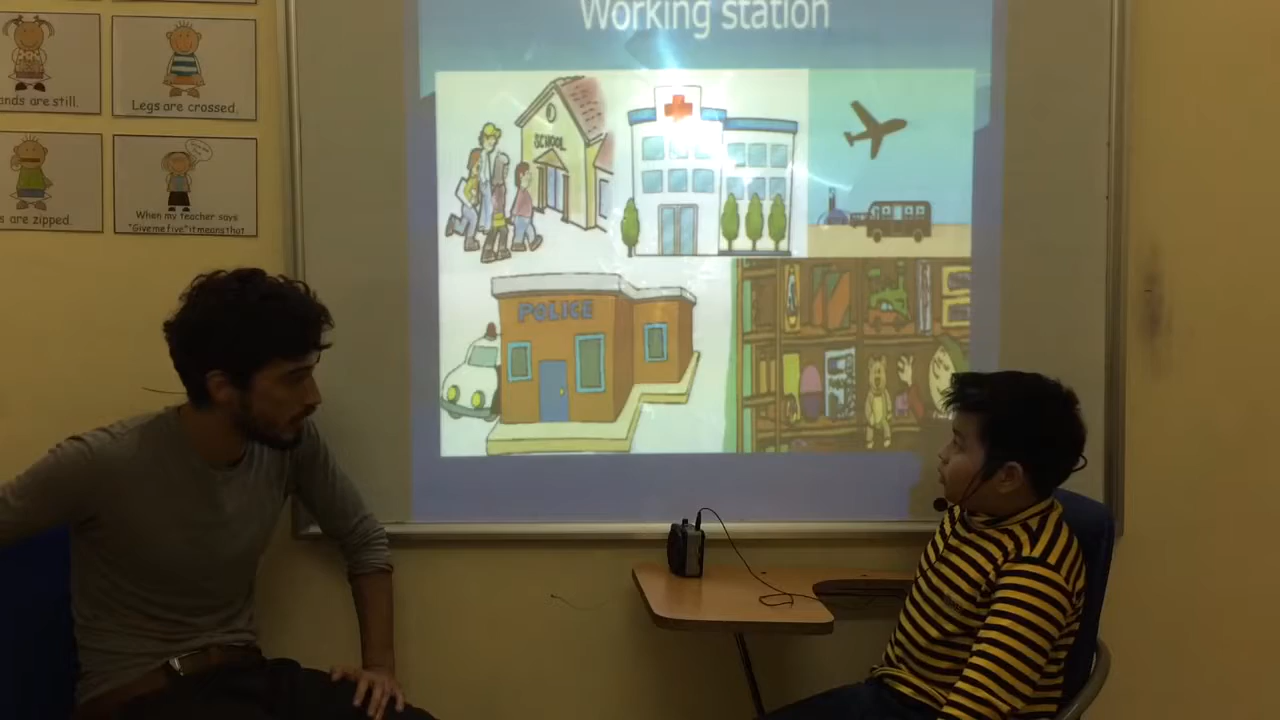 Working station
SCHOOL
POLICE
ands are still.
Legs are crossed.
s are zipped.
When my teacher says
"Give me five," it means that